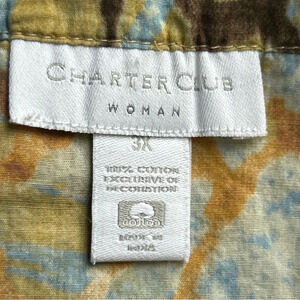 CHARTER CLUB
WOMAN
3X
100% COTTON
EXCLUSIVE OF
DECORATION
cotton
MADE IN
INDIA